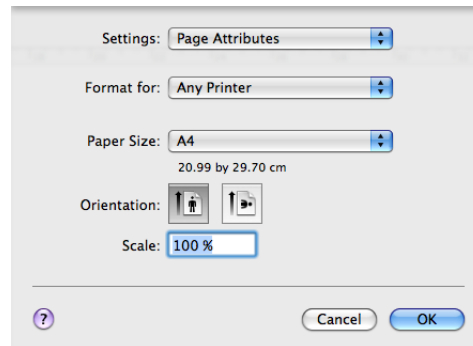 Settings: Page Attributes
Format for: Any Printer
Paper Size: A4
20.99 by 29.70 cm
Orientation:
Scale: 100 %
? Cancel OK